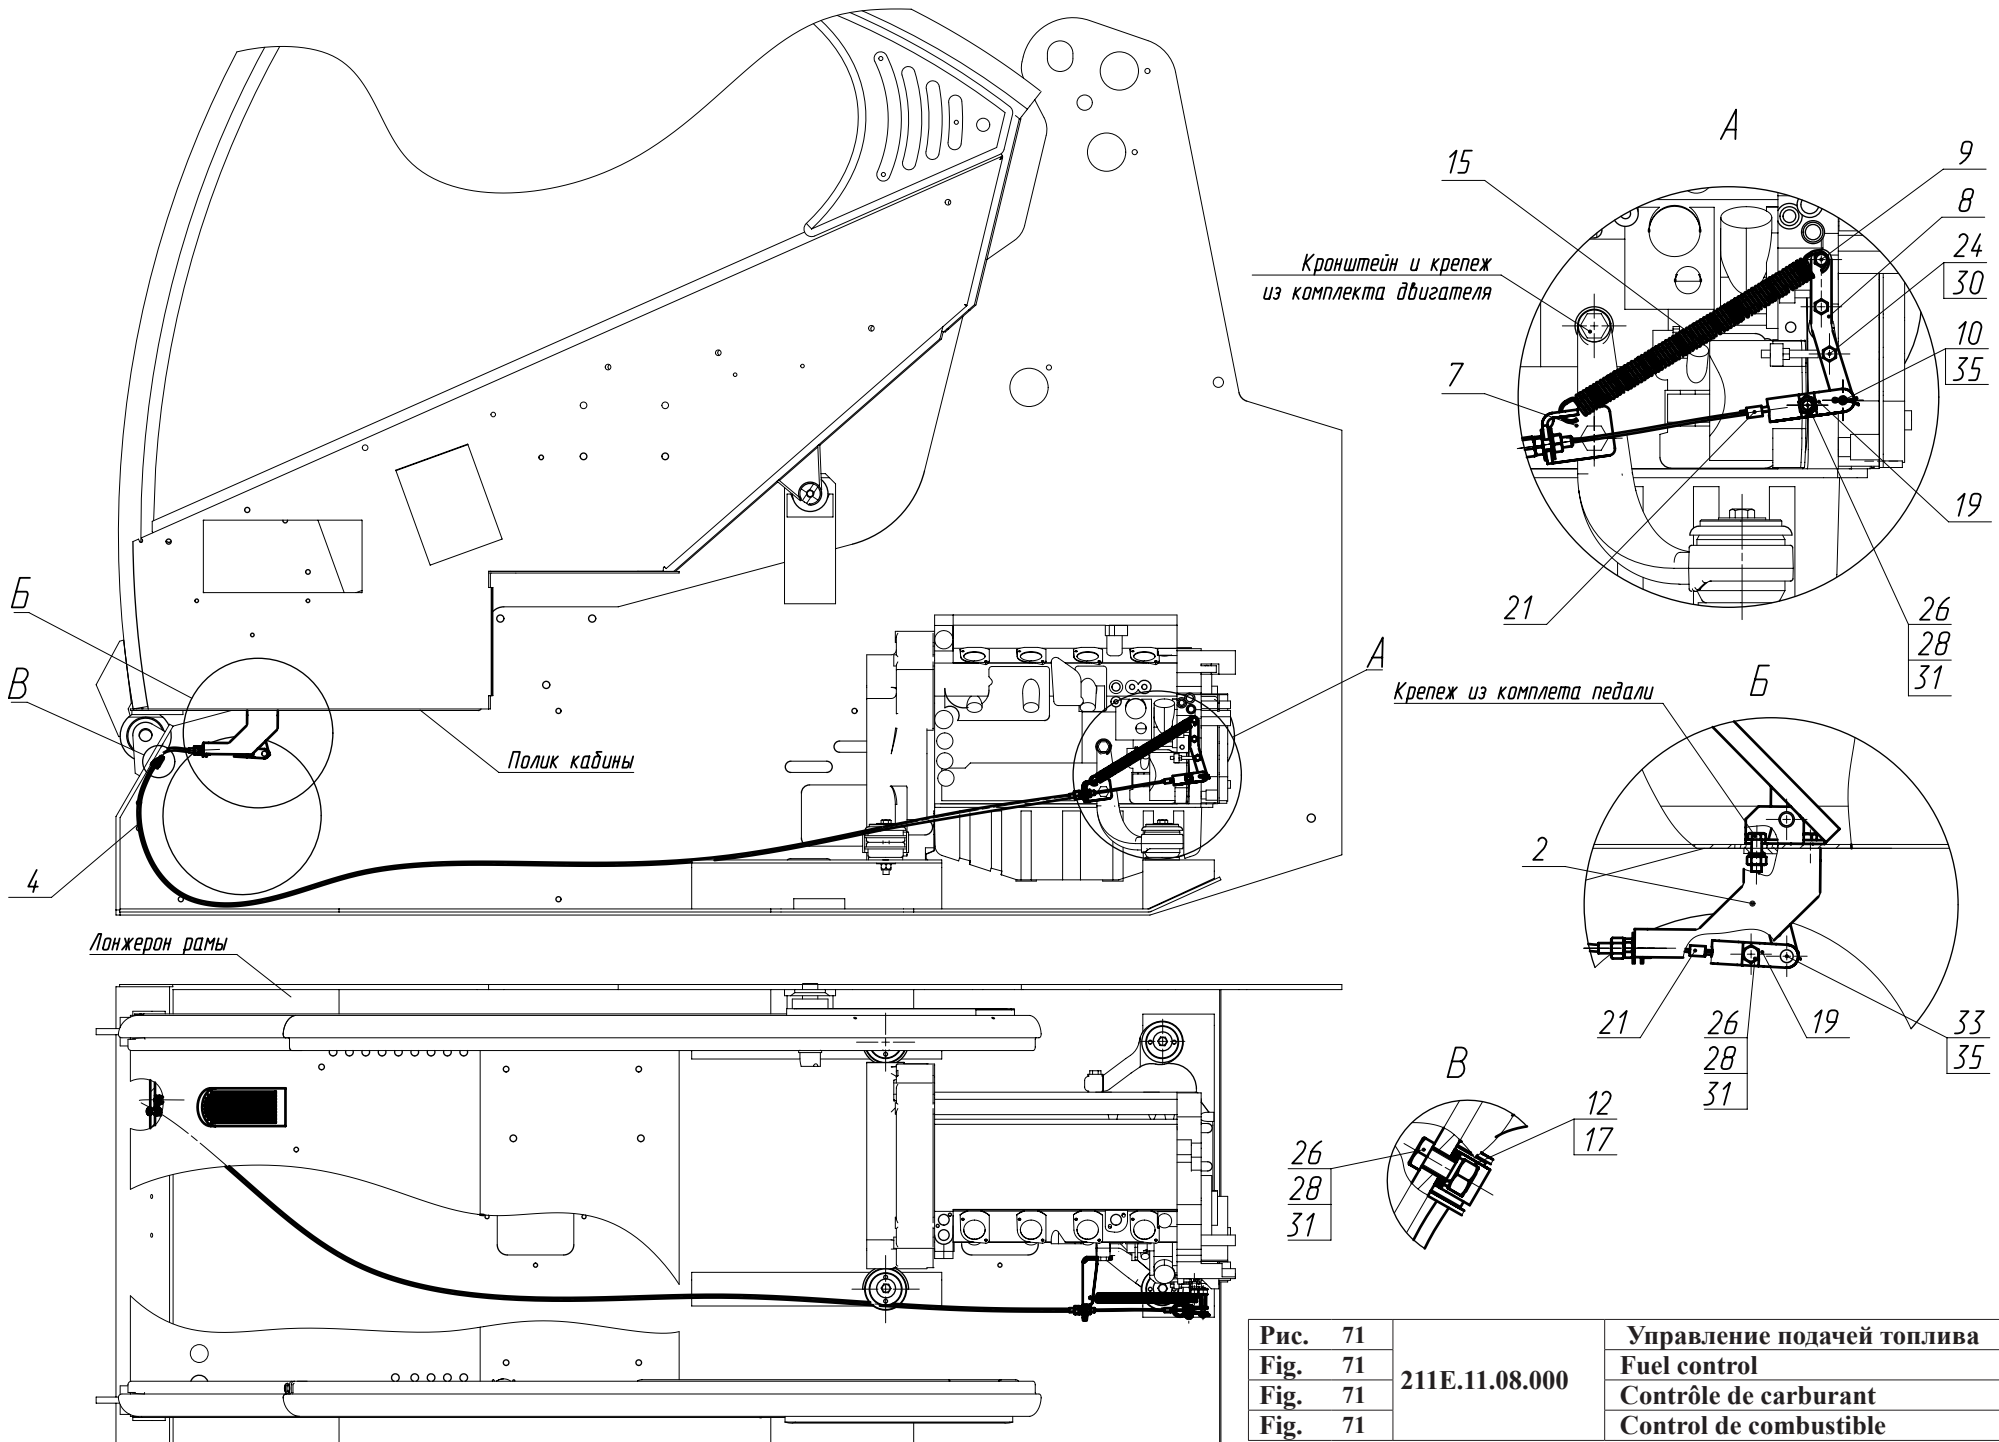 А
15
9
8
24
30
Кронштейн и крепеж
из комплекта двигателя
10
35
7
19
21
26
28
31
Б
В
А
Полик кабины
4
Крепеж из комплета педали
Б
2
21
26
28
31
19
33
35
Лонжерон рамы
В
12
17
26
28
31
Рис. 71
Fig. 71
Fig. 71
Fig. 71
211Е.11.08.000
Управление подачей топлива
Fuel control
Contrôle de carburant
Control de combustible